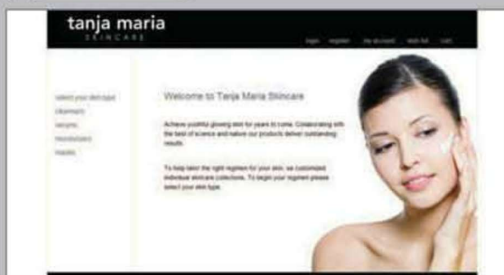 tanja maria
SKINCARE
login register my account wish list cart
select your skin type
cleansers
serums
moisturizers
masks
Welcome to Tanja Maria Skincare
Achieve youthful glowing skin for years to come. Collaborating with
the best of science and nature our products deliver outstanding
results.
To help tailor the right regimen for your skin, we customized
individual skincare collections. To begin your regimen please
select your skin type.